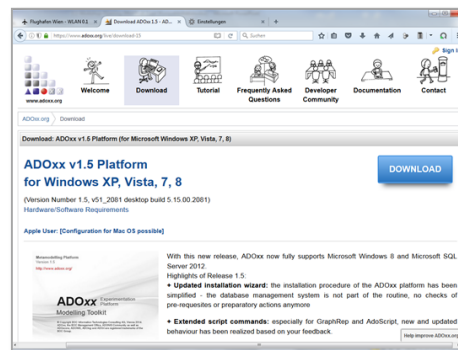 Flughafen Wien - WLAN 6.1
Download ADOxx 1.5 - AD...
Einstellungen
https://www.adoxx.org/live/download-15
Suchen
Sign
www.adoxx.org
Welcome
Download
Tutorial
Frequently Asked
Questions
Developer
Community
Documentation
Contact
ADOxx.org
Download
Download: ADOxx v1.5 Platform (for Microsoft Windows XP, Vista, 7, 8)
ADOxx v1.5 Platform
for Windows XP, Vista, 7, 8
DOWNLOAD
(Version Number 1.5, v51_2081 desktop build 5.15.00.2081)
Hardware/Software Requirements
Apple User: [Configuration for Mac OS possible]
Metamodelling Platform
Version 1.5
http://www.adoxx.org/
ADOxx Experimentation
Platform
Modelling Toolkit
With this new release, ADOxx now fully supports Microsoft Windows 8 and Microsoft SQL
Server 2012.
Highlights of Release 1.5:
♦ Updated installation wizard: the installation procedure of the ADOxx platform has been
simplified - the database management system is not part of the routine, no checks of
pre-requisites or preparatory actions anymore
♦ Extended script commands: especially for GraphRep and AdoScript, new and updated
behaviour has been realized based on your feedback.
Help improve ADOxx.org